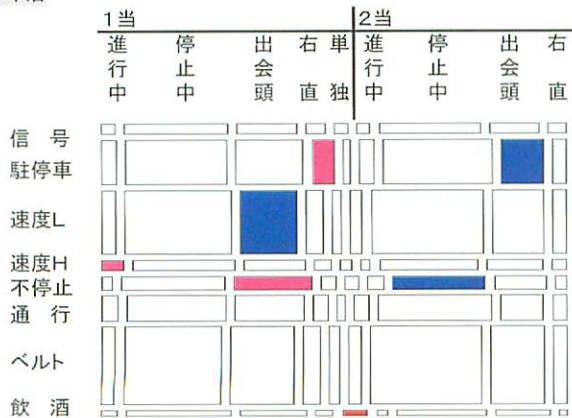 1当 2当
進行中 停止中 出会頭 右直 単独 進行中 停止中 出会頭 右直
信号
駐停車
速度L
速度H
不停止
通行
ベルト
飲酒